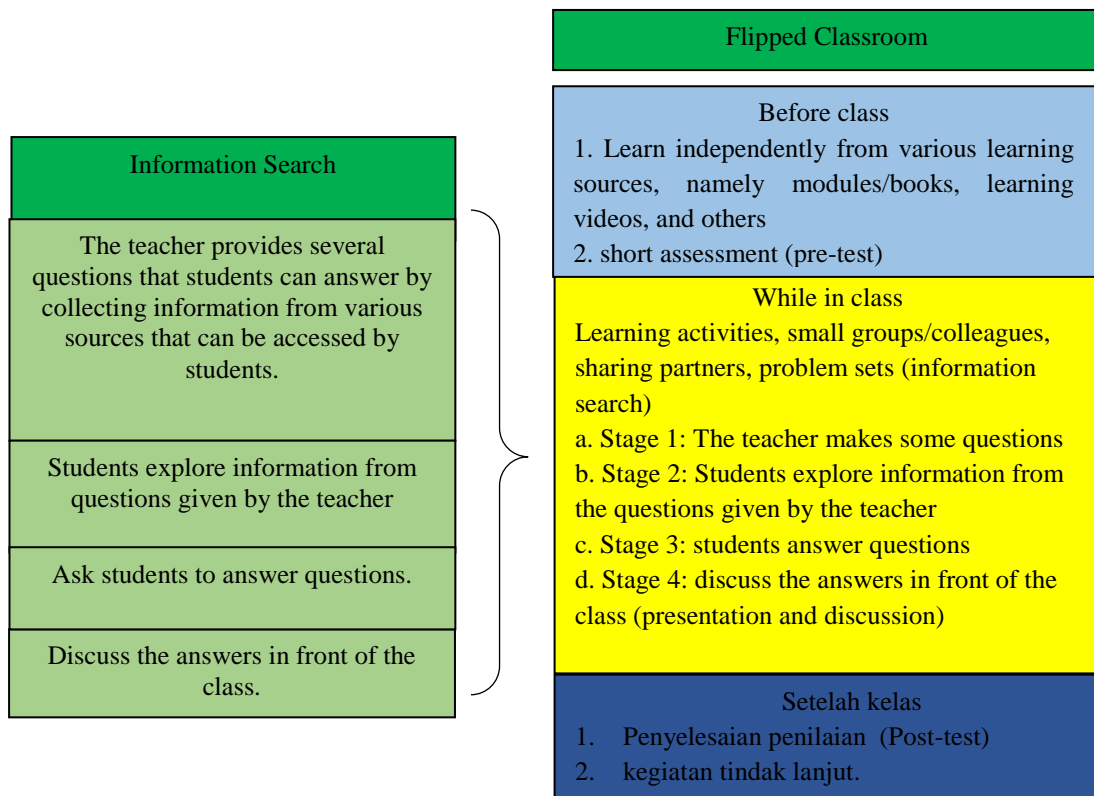 Information Search
The teacher provides several
questions that students can answer by
collecting information from various
sources that can be accessed by
students.
Students explore information from
questions given by the teacher
Ask students to answer questions.
Discuss the answers in front of the
class.
Flipped Classroom
Before class
1. Learn independently from various learning
sources, namely modules/books, learning
videos, and others
2. short assessment (pre-test)
While in class
Learning activities, small groups/colleagues,
sharing partners, problem sets (information
search)
a. Stage 1: The teacher makes some questions
b. Stage 2: Students explore information from
the questions given by the teacher
c. Stage 3: students answer questions
d. Stage 4: discuss the answers in front of the
class (presentation and discussion)
Setelah kelas
1. Penyelesaian penilaian (Post-test)
2. kegiatan tindak lanjut.